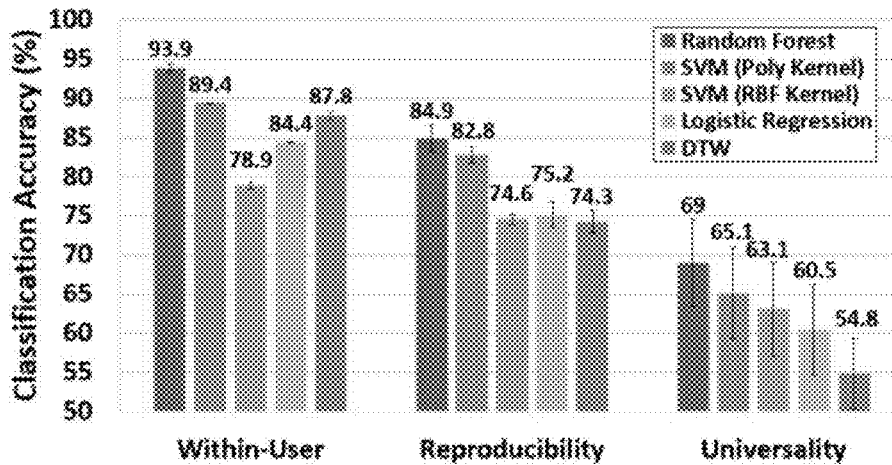 Classification Accuracy (%)
100
95
90
85
80
75
70
65
60
55
50
93.9
89.4
78.9
84.4
87.8
84.9
82.8
74.6
75.2
74.3
69
65.1
63.1
60.5
54.8
Random Forest
SVM (Poly Kernel)
SVM (RBF Kernel)
Logistic Regression
DTW
Within-User
Reproducibility
Universality